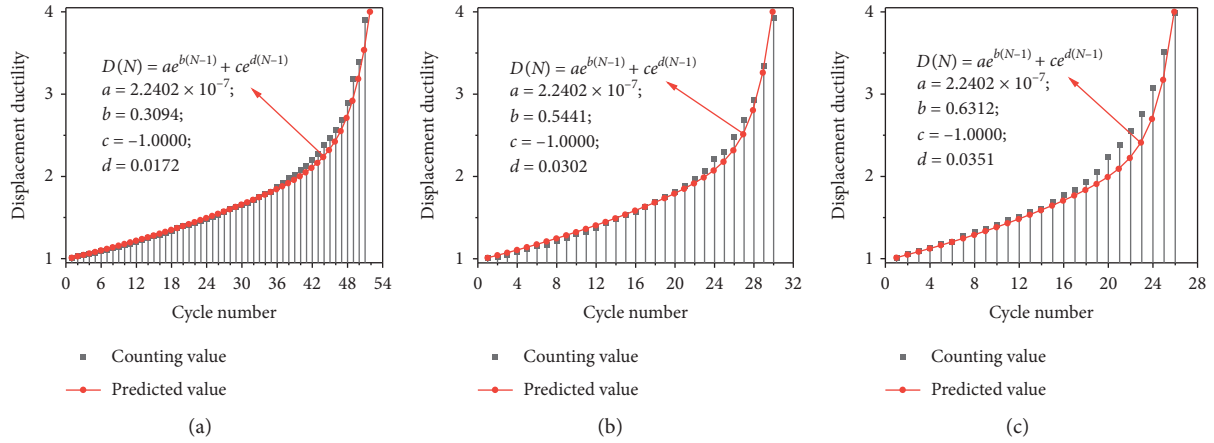 4
3
2
1
Displacement ductility
D(N) = ae^{b(N–1)} + ce^{d(N–1)}
a = 2.2402 × 10^{–7};
b = 0.3094;
c = –1.0000;
d = 0.0172
0 6 12 18 24 30 36 42 48 54
Cycle number
Counting value
Predicted value
(a)
4
3
2
1
Displacement ductility
D(N) = ae^{b(N–1)} + ce^{d(N–1)}
a = 2.2402 × 10^{–7};
b = 0.5441;
c = –1.0000;
d = 0.0302
0 4 8 12 16 20 24 28 32
Cycle number
Counting value
Predicted value
(b)
4
3
2
1
Displacement ductility
D(N) = ae^{b(N–1)} + ce^{d(N–1)}
a = 2.2402 × 10^{–7};
b = 0.6312;
c = –1.0000;
d = 0.0351
0 4 8 12 16 20 24 28
Cycle number
Counting value
Predicted value
(c)